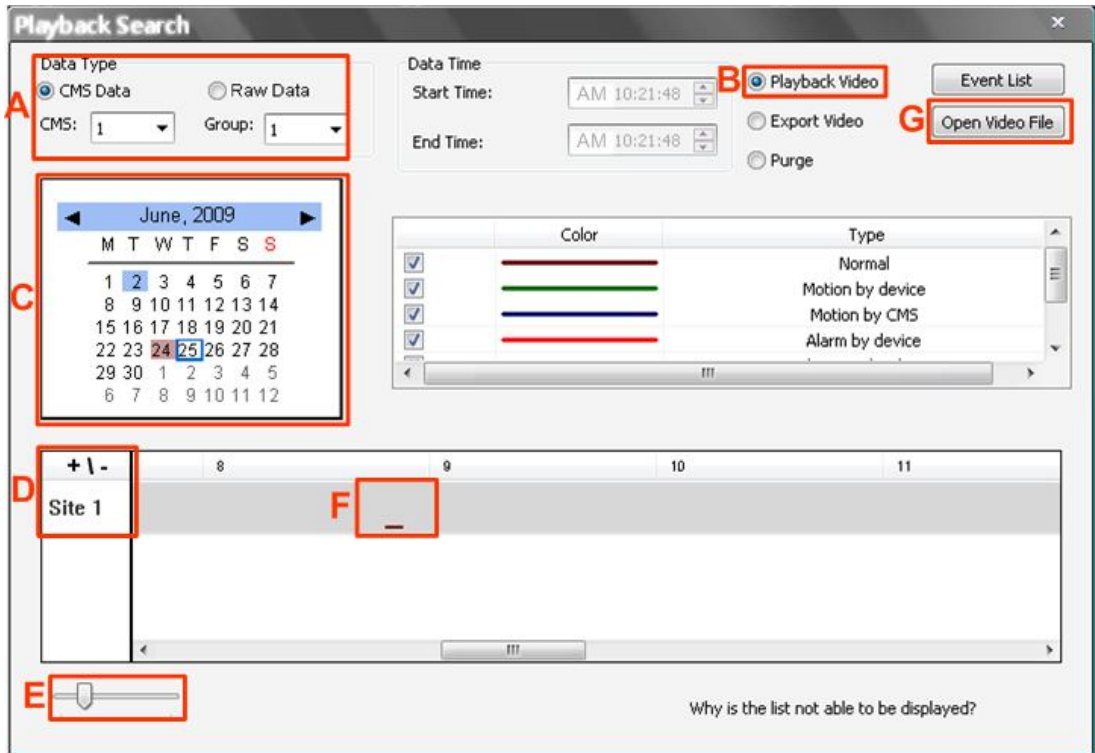 Playback Search
Data Type
CMS Data Raw Data
CMS: 1 Group: 1
A
Data Time
Start Time: AM 10:21:48
End Time: AM 10:21:48
B
Playback Video
Export Video
Purge
Event List
G
Open Video File
C
June, 2009
M T W T F S S
1 2 3 4 5 6 7
8 9 10 11 12 13 14
15 16 17 18 19 20 21
22 23 24 25 26 27 28
29 30 1 2 3 4 5
6 7 8 9 10 11 12
Color Type
Normal
Motion by device
Motion by CMS
Alarm by device
D
+ \ - 8 9 10 11
Site 1
F
E
Why is the list not able to be displayed?